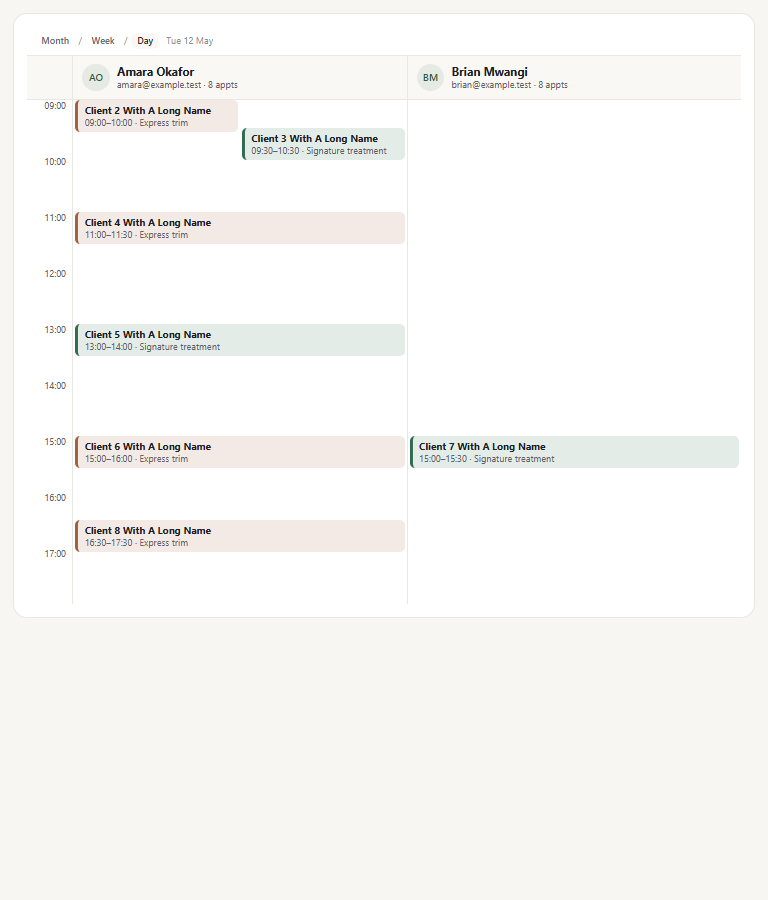 Month / Week / Day Tue 12 May
AO Amara Okafor
amara@example.test · 8 appts
BM Brian Mwangi
brian@example.test · 8 appts
09:00
Client 2 With A Long Name
09:00–10:00 · Express trim
Client 3 With A Long Name
09:30–10:30 · Signature treatment
10:00
11:00
Client 4 With A Long Name
11:00–11:30 · Express trim
12:00
13:00
Client 5 With A Long Name
13:00–14:00 · Signature treatment
14:00
15:00
Client 6 With A Long Name
15:00–16:00 · Express trim
Client 7 With A Long Name
15:00–15:30 · Signature treatment
16:00
Client 8 With A Long Name
16:30–17:30 · Express trim
17:00